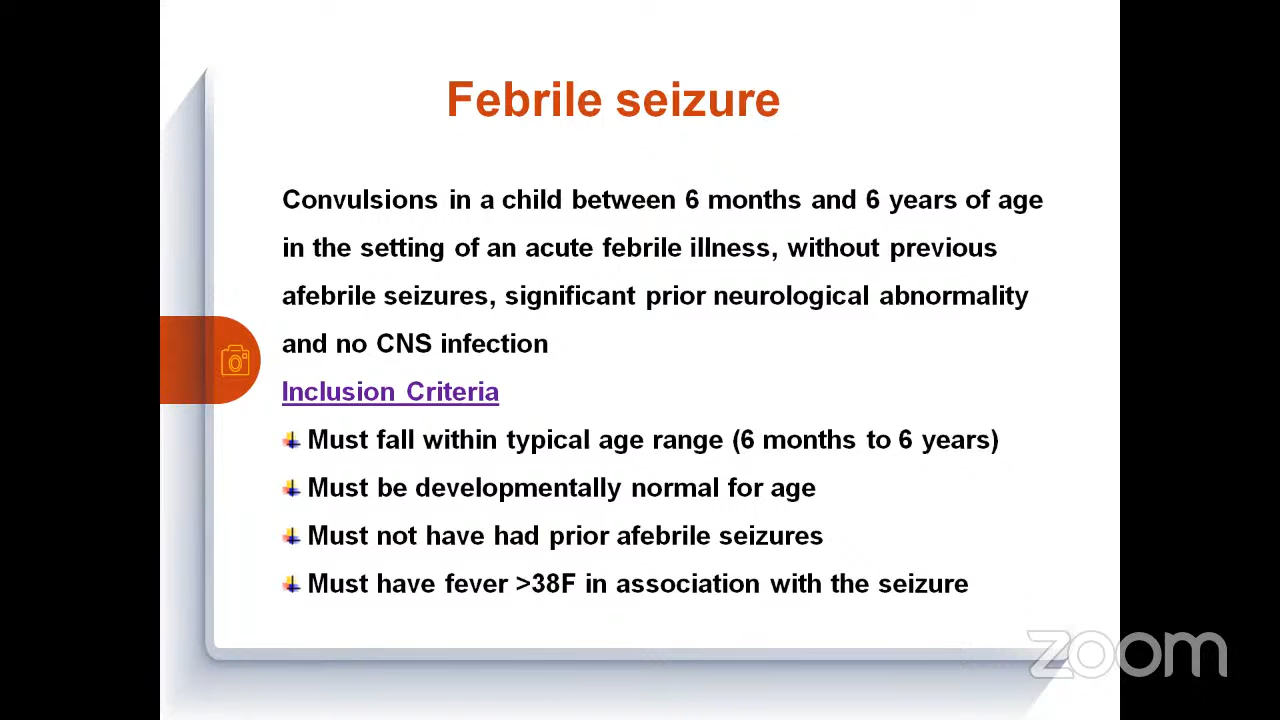 Febrile seizure
Convulsions in a child between 6 months and 6 years of age
in the setting of an acute febrile illness, without previous
afebrile seizures, significant prior neurological abnormality
and no CNS infection
Inclusion Criteria
Must fall within typical age range (6 months to 6 years)
Must be developmentally normal for age
Must not have had prior afebrile seizures
Must have fever >38F in association with the seizure
zoom